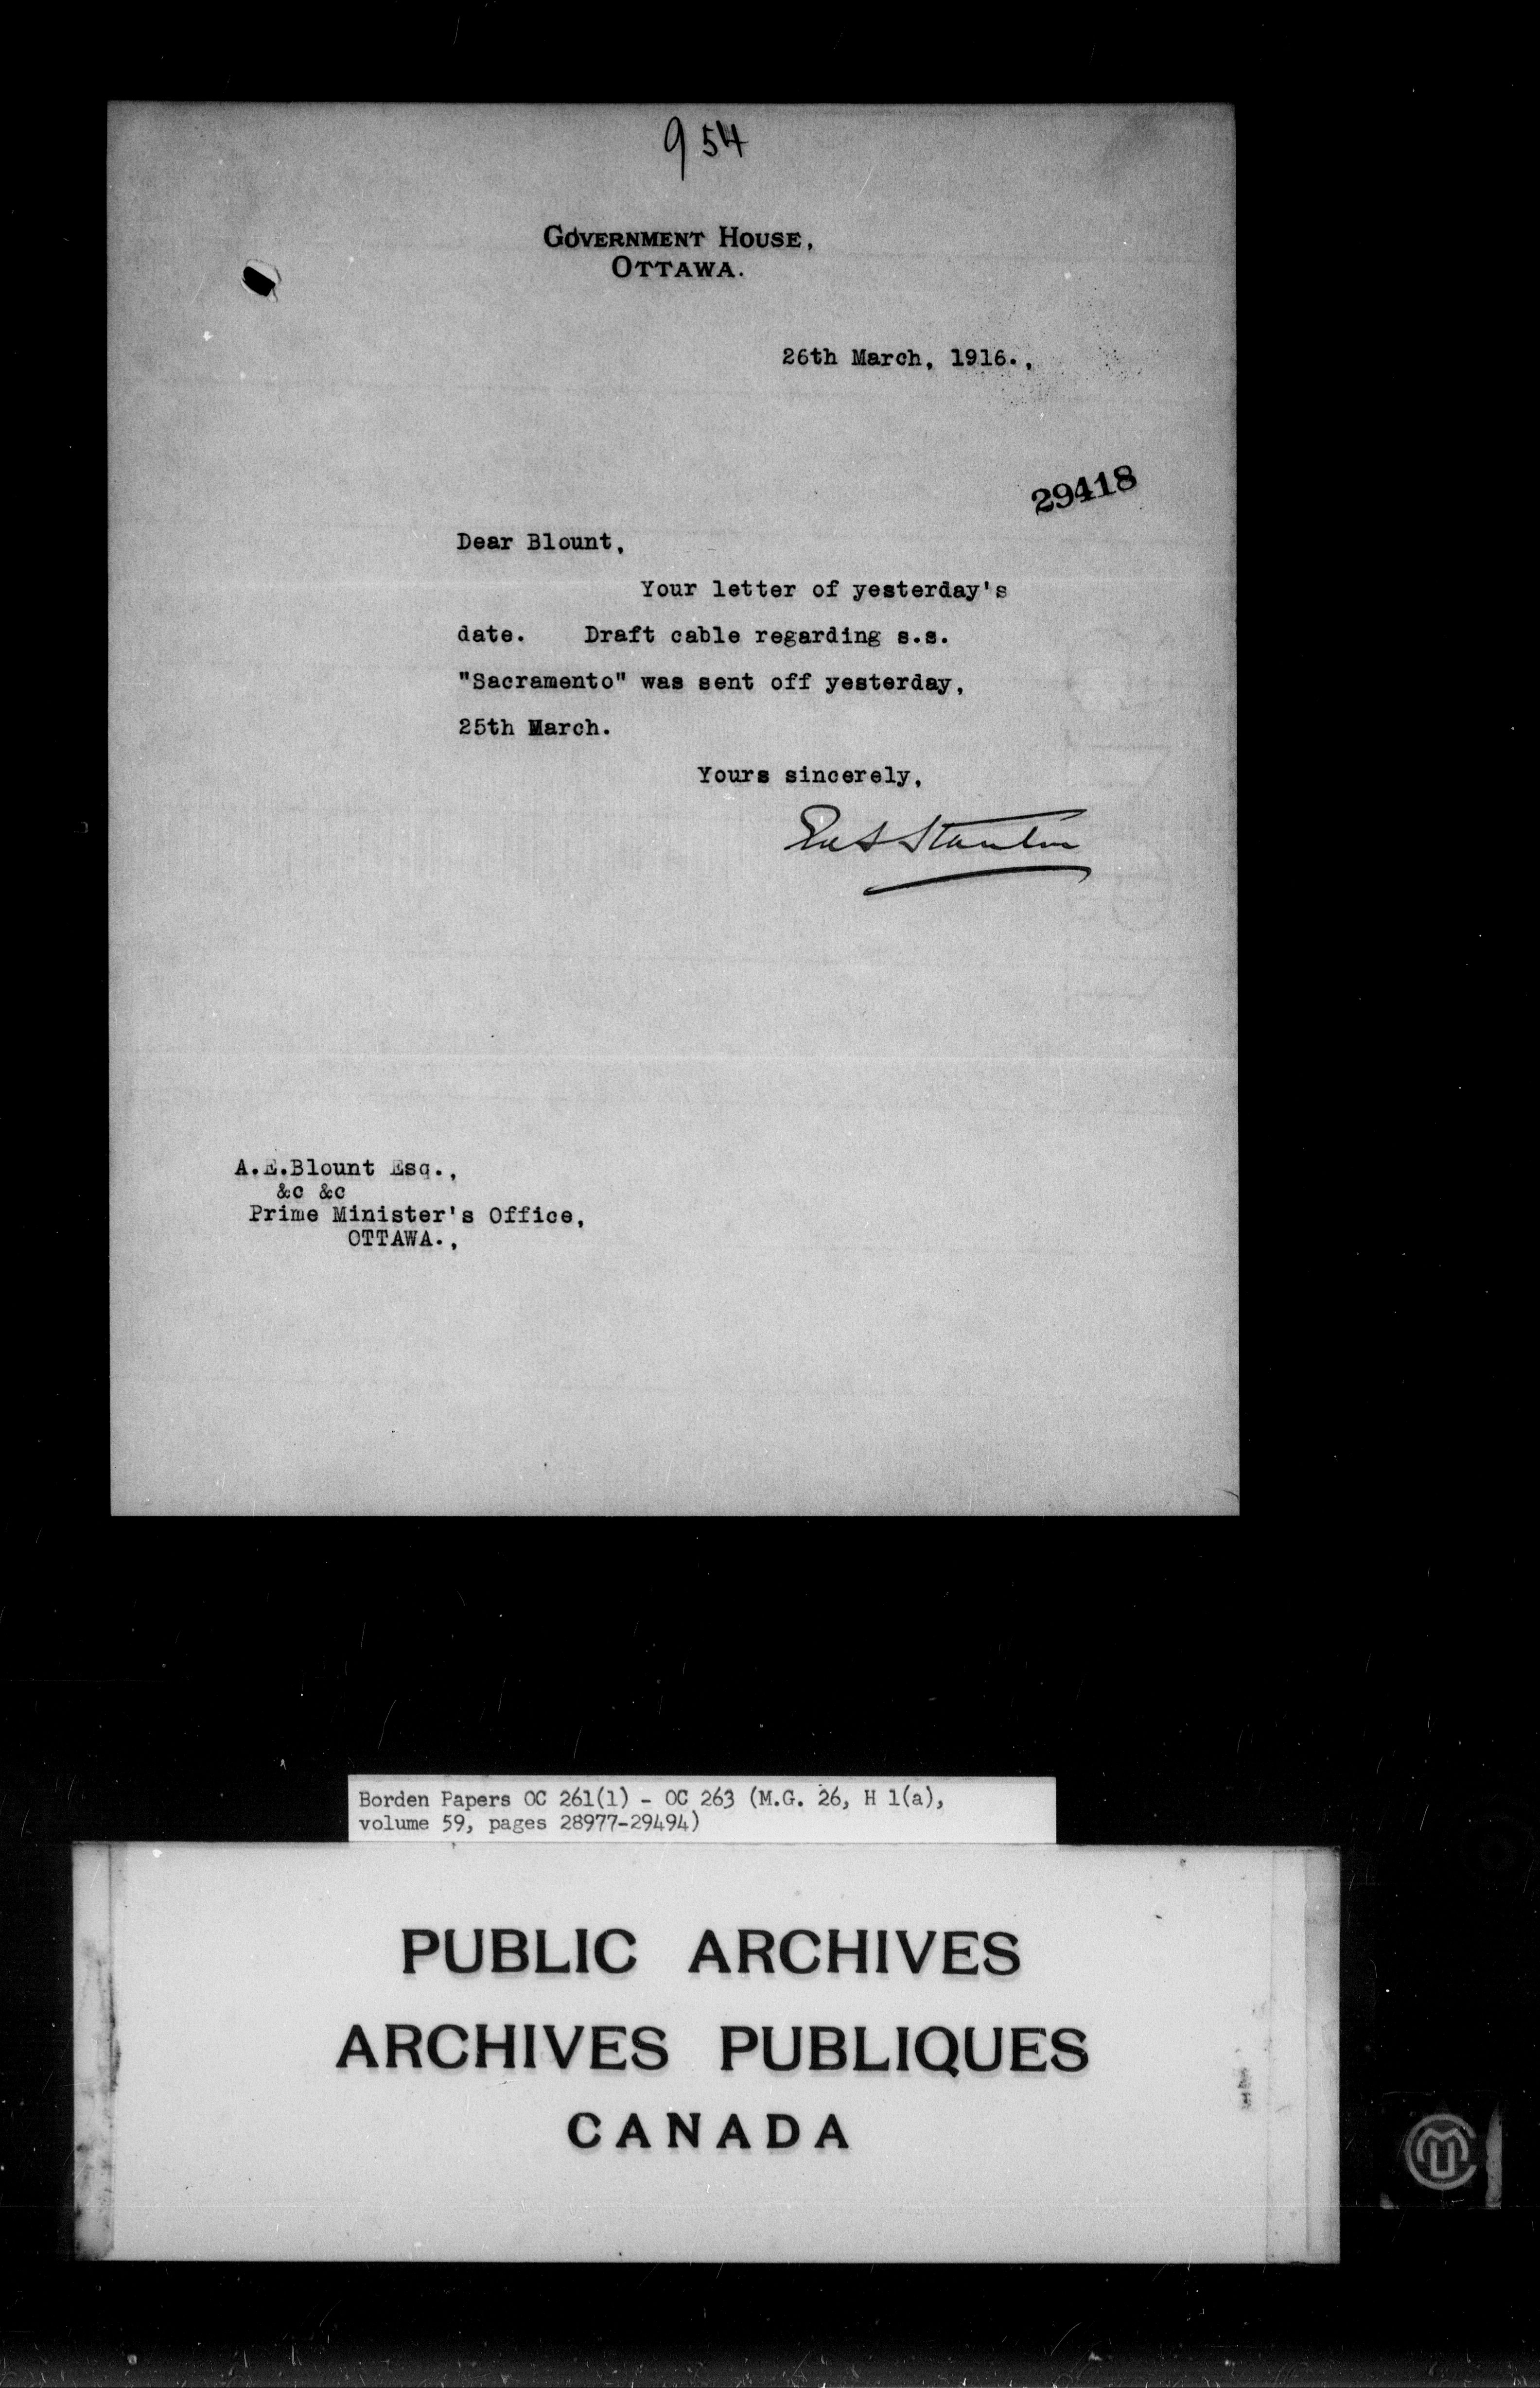 954
GOVERNMENT HOUSE,
OTTAWA.
26th March, 1916.,
29418
Dear Blount,
Your letter of yesterday's
date. Draft cable regarding s.s.
"Sacramento" was sent off yesterday,
25th March.
Yours sincerely,
Stanton
A.E.Blount Esq.,
&c &c
Prime Minister's Office,
OTTAWA.,
Borden Papers OC 261(1) - OC 263 (M.G. 26, H 1(a),
volume 59, pages 28977-29494)
PUBLIC ARCHIVES
ARCHIVES PUBLIQUES
CANADA